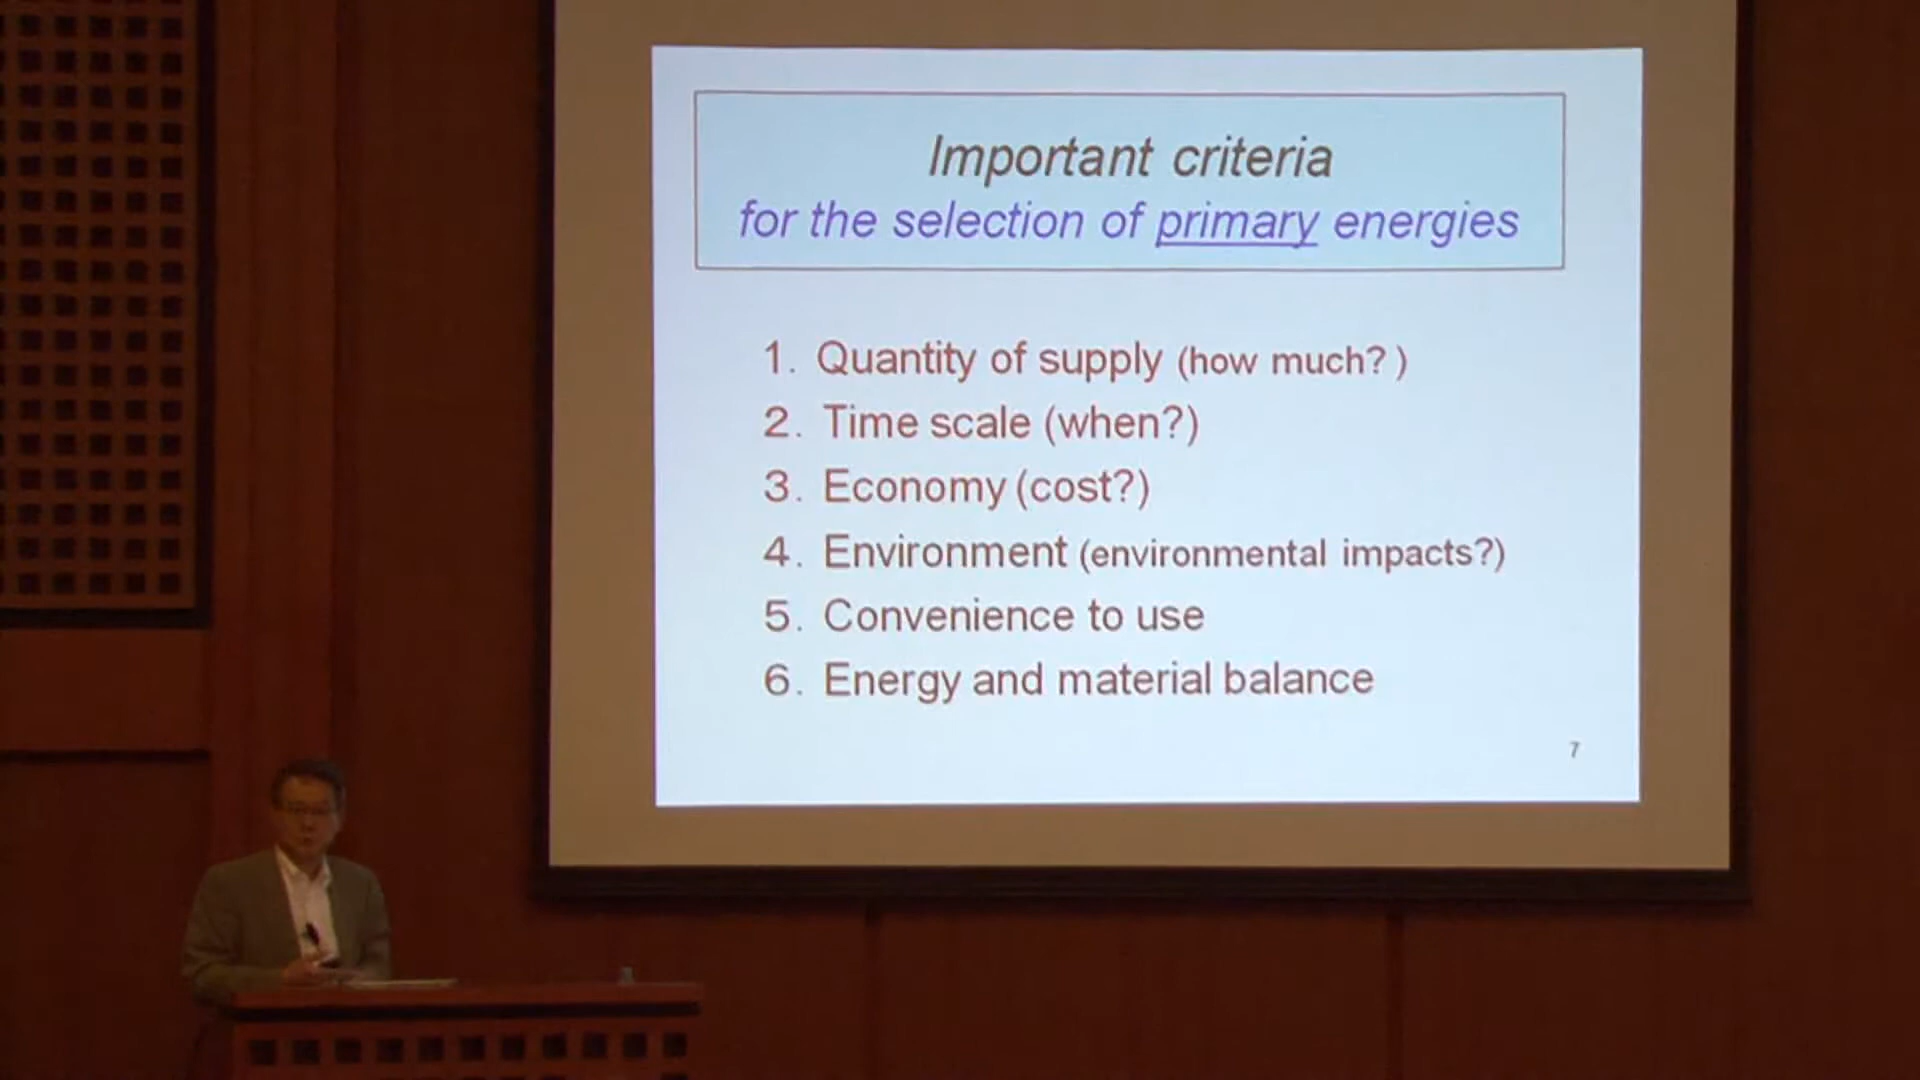 Important criteria
for the selection of primary energies
1. Quantity of supply (how much? )
2. Time scale (when?)
3. Economy (cost?)
4. Environment (environmental impacts?)
5. Convenience to use
6. Energy and material balance
7